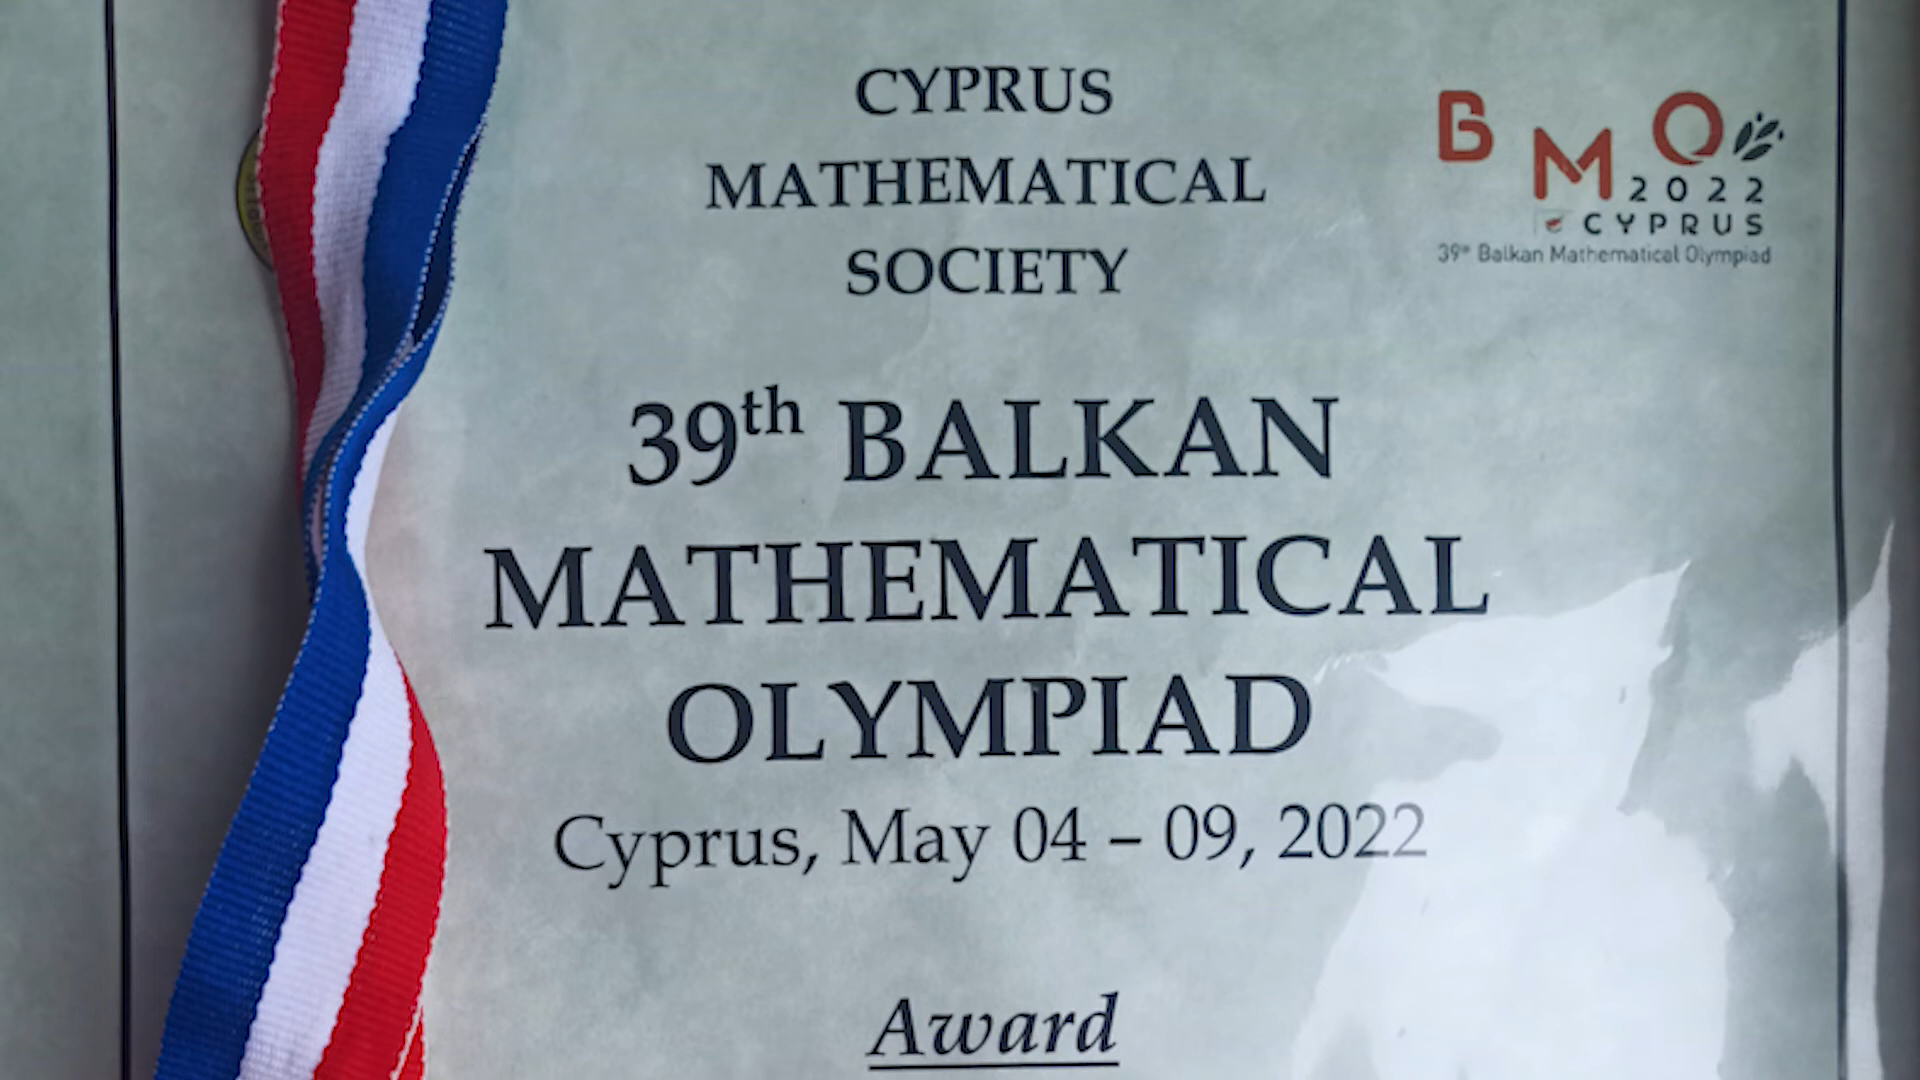 CYPRUS
MATHEMATICAL
SOCIETY
B M O
2022
CYPRUS
39th Balkan Mathematical Olympiad
39th BALKAN
MATHEMATICAL
OLYMPIAD
Cyprus, May 04 – 09, 2022
Award